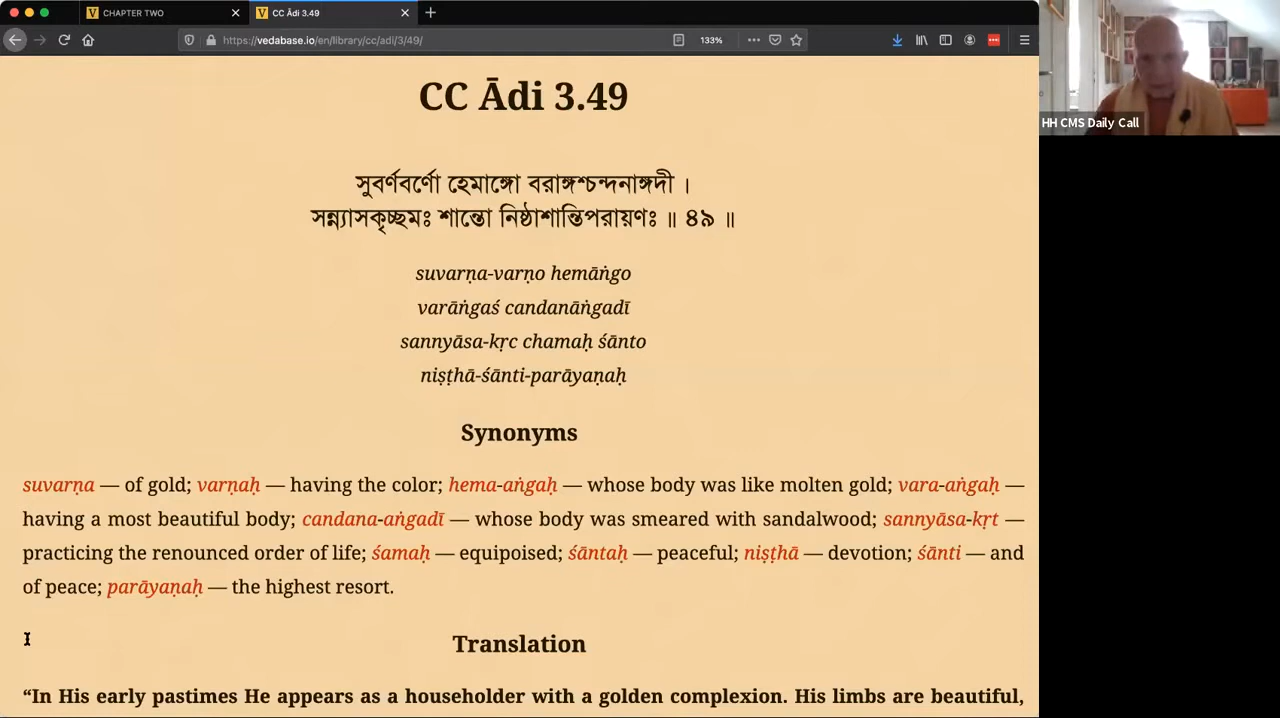 CHAPTER TWO
CC Ādi 3.49
https://vedabase.io/en/library/cc/adi/3/49/
133%
HH CMS Daily Call
CC Ādi 3.49
সুবর্ণবর্ণো হেমাঙ্গো বরাঙ্গশ্চন্দনাঙ্গদী ।
সন্ন্যাসকৃচ্ছমঃ শান্তো নিষ্ঠাশান্তিপরায়ণঃ ॥ ৪৯ ॥
suvarṇa-varṇo hemāṅgo
varāṅgaś candanāṅgadī
sannyāsa-kṛc chamaḥ śānto
niṣṭhā-śānti-parāyaṇaḥ
Synonyms
suvarṇa — of gold; varṇaḥ — having the color; hema-aṅgaḥ — whose body was like molten gold; vara-aṅgaḥ —
having a most beautiful body; candana-aṅgadī — whose body was smeared with sandalwood; sannyāsa-kṛt —
practicing the renounced order of life; śamaḥ — equipoised; śāntaḥ — peaceful; niṣṭhā — devotion; śānti — and
of peace; parāyaṇaḥ — the highest resort.
Translation
“In His early pastimes He appears as a householder with a golden complexion. His limbs are beautiful,